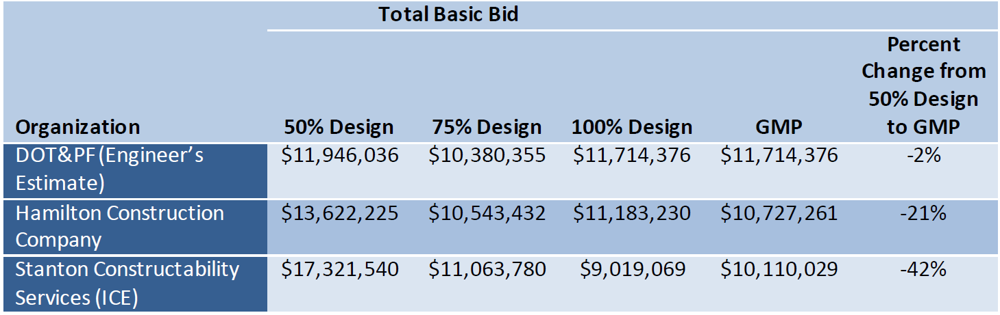 Total Basic Bid
Percent
Change from
50% Design
Organization 50% Design 75% Design 100% Design GMP to GMP
DOT&PF (Engineer's $11,946,036 $10,380,355 $11,714,376 $11,714,376 -2%
Estimate)
Hamilton Construction $13,622,225 $10,543,432 $11,183,230 $10,727,261 -21%
Company
Stanton Constructability $17,321,540 $11,063,780 $9,019,069 $10,110,029 -42%
Services (ICE)